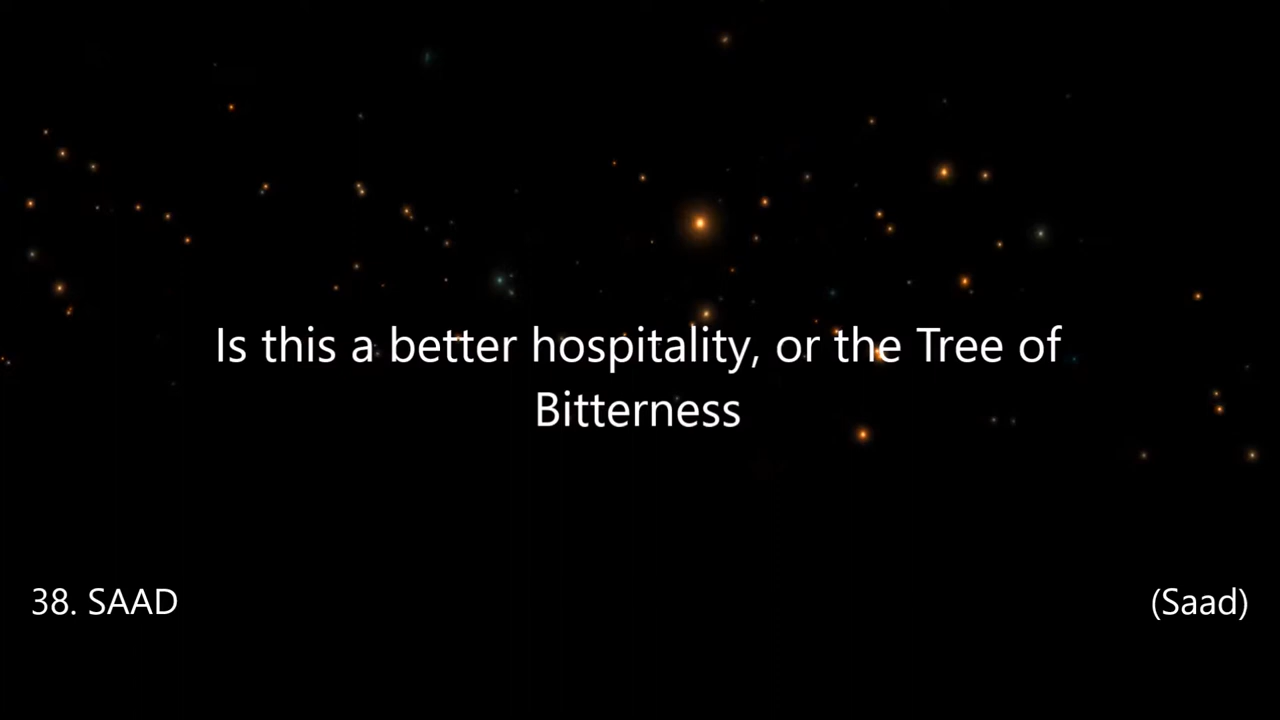 Is this a better hospitality, or the Tree of
Bitterness
38. SAAD
(Saad)